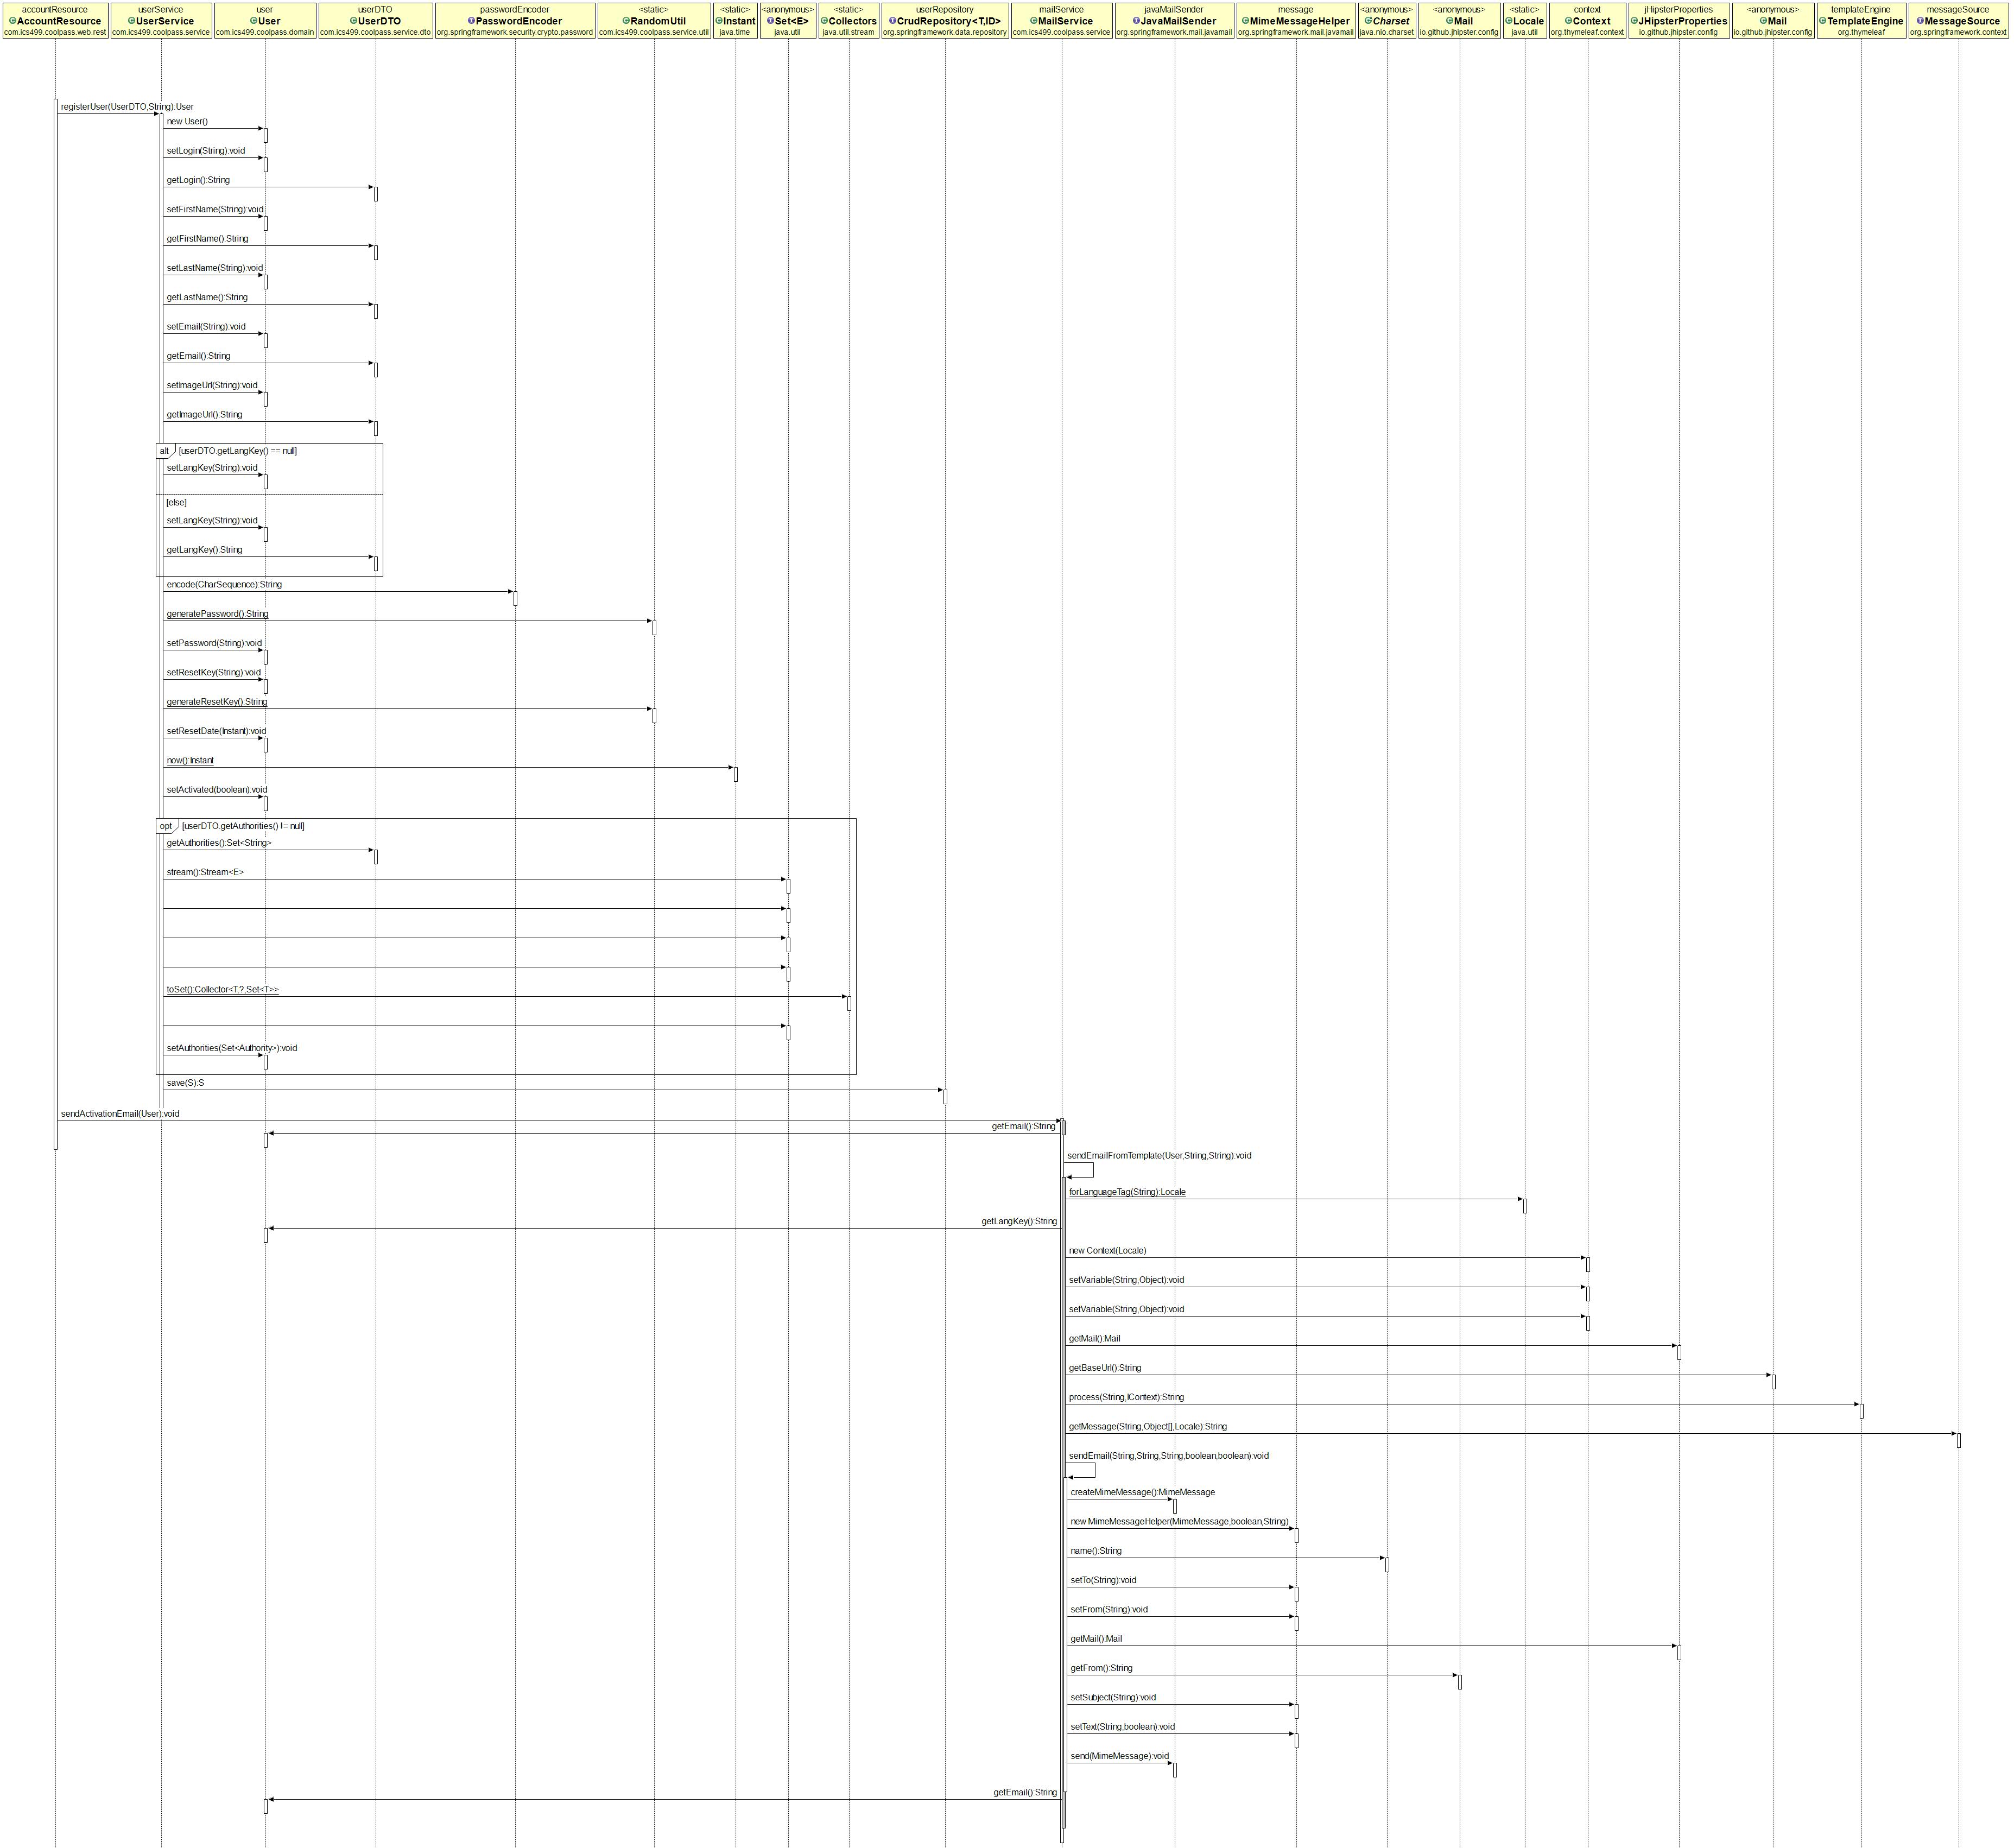 accountResource
AccountResource
com.ics499.coolpass.web.rest
userService
UserService
com.ics499.coolpass.service
user
User
com.ics499.coolpass.domain
userDTO
UserDTO
com.ics499.coolpass.service.dto
passwordEncoder
PasswordEncoder
org.springframework.security.crypto.password
<static>
RandomUtil
com.ics499.coolpass.service.util
<static>
Instant
java.time
<anonymous>
Set<E>
java.util
<static>
Collectors
java.util.stream
userRepository
CrudRepository<T,ID>
org.springframework.data.repository
mailService
MailService
com.ics499.coolpass.service
javaMailSender
JavaMailSender
org.springframework.mail.javamail
message
MimeMessageHelper
org.springframework.mail.javamail
<anonymous>
Charset
java.nio.charset
<anonymous>
Mail
io.github.jhipster.config
<static>
Locale
java.util
context
Context
org.thymeleaf.context
jHipsterProperties
JHipsterProperties
io.github.jhipster.config
<anonymous>
Mail
io.github.jhipster.config
templateEngine
TemplateEngine
org.thymeleaf
messageSource
MessageSource
org.springframework.context
registerUser(UserDTO,String):User
new User()
setLogin(String):void
getLogin():String
setFirstName(String):void
getFirstName():String
setLastName(String):void
getLastName():String
setEmail(String):void
getEmail():String
setImageUrl(String):void
getImageUrl():String
alt [userDTO.getLangKey() == null]
setLangKey(String):void
[else]
setLangKey(String):void
getLangKey():String
encode(CharSequence):String
generatePassword():String
setPassword(String):void
setResetKey(String):void
generateResetKey():String
setResetDate(Instant):void
now():Instant
setActivated(boolean):void
opt [userDTO.getAuthorities() != null]
getAuthorities():Set<String>
stream():Stream<E>
toSet():Collector<T,?,Set<T>>
setAuthorities(Set<Authority>):void
save(S):S
sendActivationEmail(User):void
getEmail():String
sendEmailFromTemplate(User,String,String):void
forLanguageTag(String):Locale
getLangKey():String
new Context(Locale)
setVariable(String,Object):void
setVariable(String,Object):void
getMail():Mail
getBaseUrl():String
process(String,IContext):String
getMessage(String,Object[],Locale):String
sendEmail(String,String,String,boolean,boolean):void
createMimeMessage():MimeMessage
new MimeMessageHelper(MimeMessage,boolean,String)
name():String
setTo(String):void
setFrom(String):void
getMail():Mail
getFrom():String
setSubject(String):void
setText(String,boolean):void
send(MimeMessage):void
getEmail():String